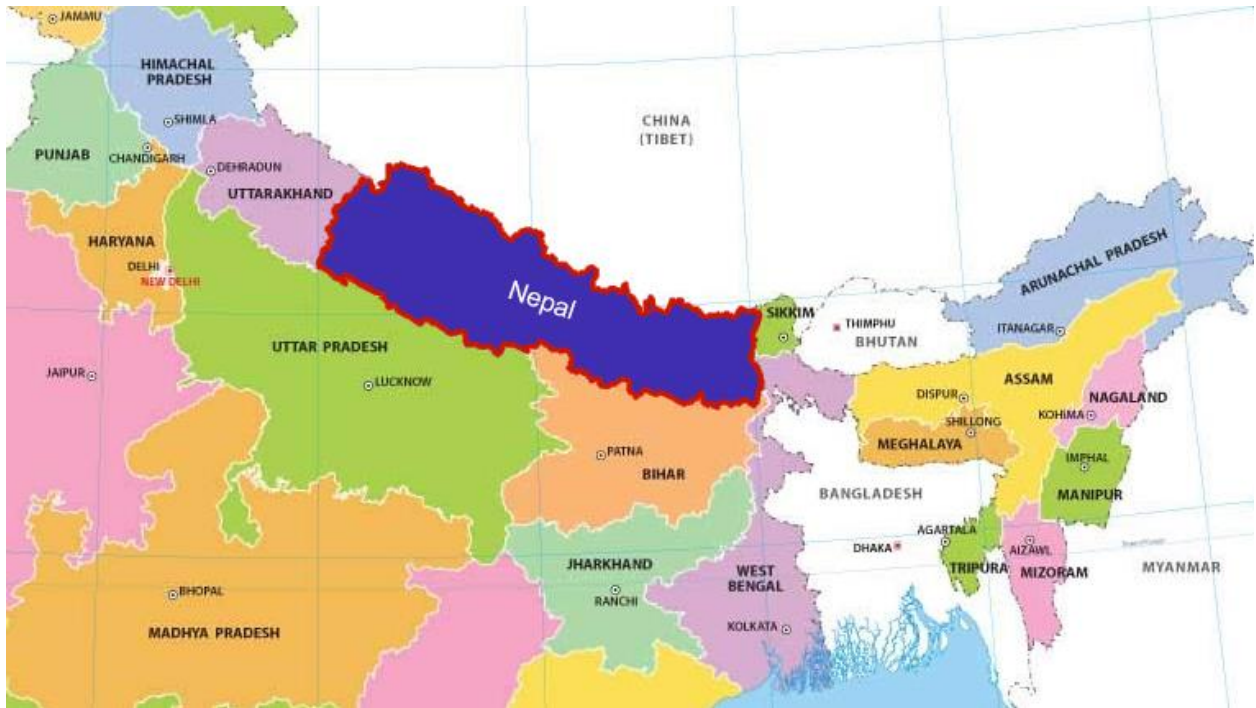 JAMMU
HIMACHAL
PRADESH
SHIMLA
CHINA
(TIBET)
PUNJAB
CHANDIGARH
DEHRADUN
UTTARAKHAND
HARYANA
DELHI
NEW DELHI
Nepal
ARUNACHAL PRADESH
SIKKIM
THIMPHU
BHUTAN
ITANAGAR
UTTAR PRADESH
JAIPUR
LUCKNOW
DISPUR
ASSAM
NAGALAND
KOHIMA
SHILLONG
MEGHALAYA
PATNA
BIHAR
IMPHAL
MANIPUR
BANGLADESH
AGARTALA
DHAKA
AIZAWL
TRIPURA
MIZORAM
MYANMAR
JHARKHAND
RANCHI
WEST
BENGAL
BHOPAL
MADHYA PRADESH
KOLKATA